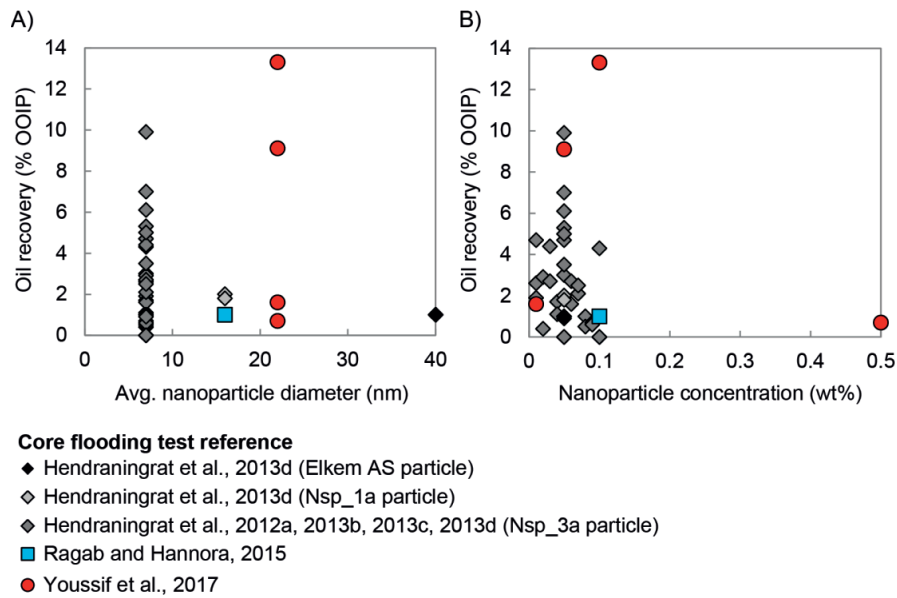 A)
14
12
10
8
6
4
2
0
Oil recovery (% OOIP)
0 10 20 30 40
Avg. nanoparticle diameter (nm)
B)
14
12
10
8
6
4
2
0
Oil recovery (% OOIP)
0 0.1 0.2 0.3 0.4 0.5
Nanoparticle concentration (wt%)
Core flooding test reference
Hendraningrat et al., 2013d (Elkem AS particle)
Hendraningrat et al., 2013d (Nsp_1a particle)
Hendraningrat et al., 2012a, 2013b, 2013c, 2013d (Nsp_3a particle)
Ragab and Hannora, 2015
Youssif et al., 2017